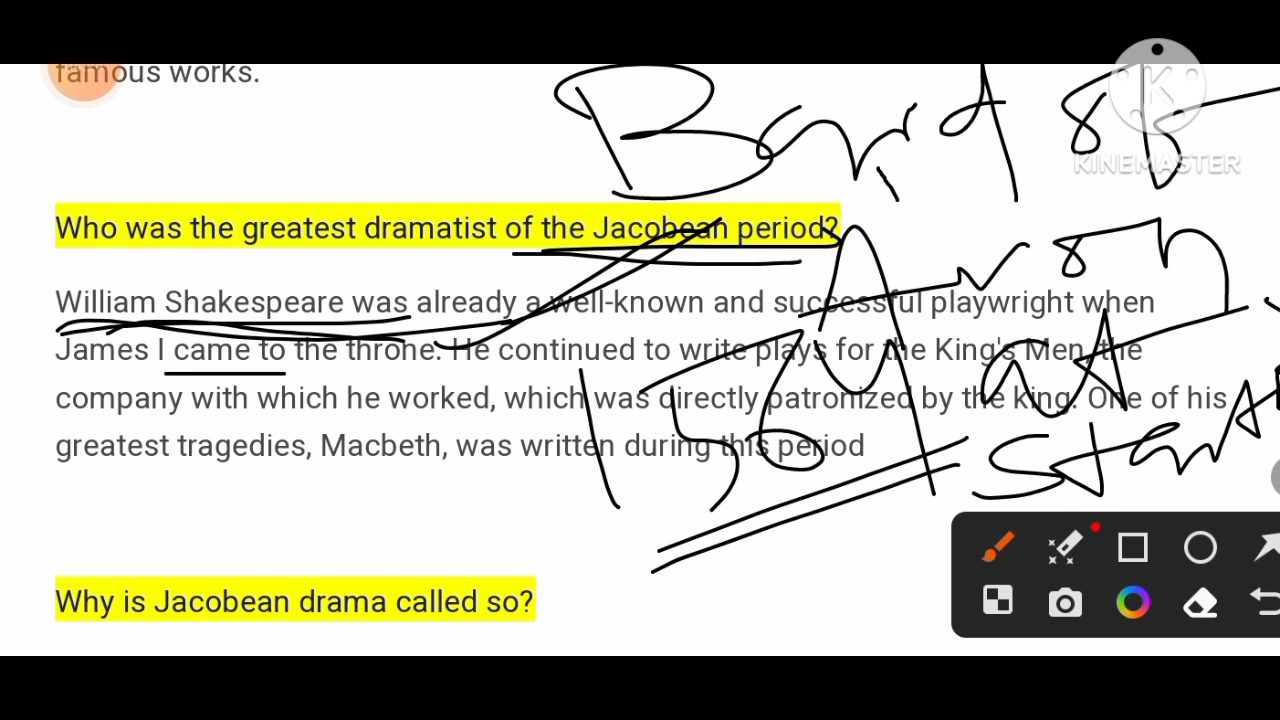 famous works.
KINEMASTER
Bard of
Who was the greatest dramatist of the Jacobean period?
Avon
William Shakespeare was already a well-known and successful playwright when
James I came to the throne. He continued to write plays for the King's Men, the
1564 at
company with which he worked, which was directly patronized by the king. One of his
greatest tragedies, Macbeth, was written during this period
Why is Jacobean drama called so?